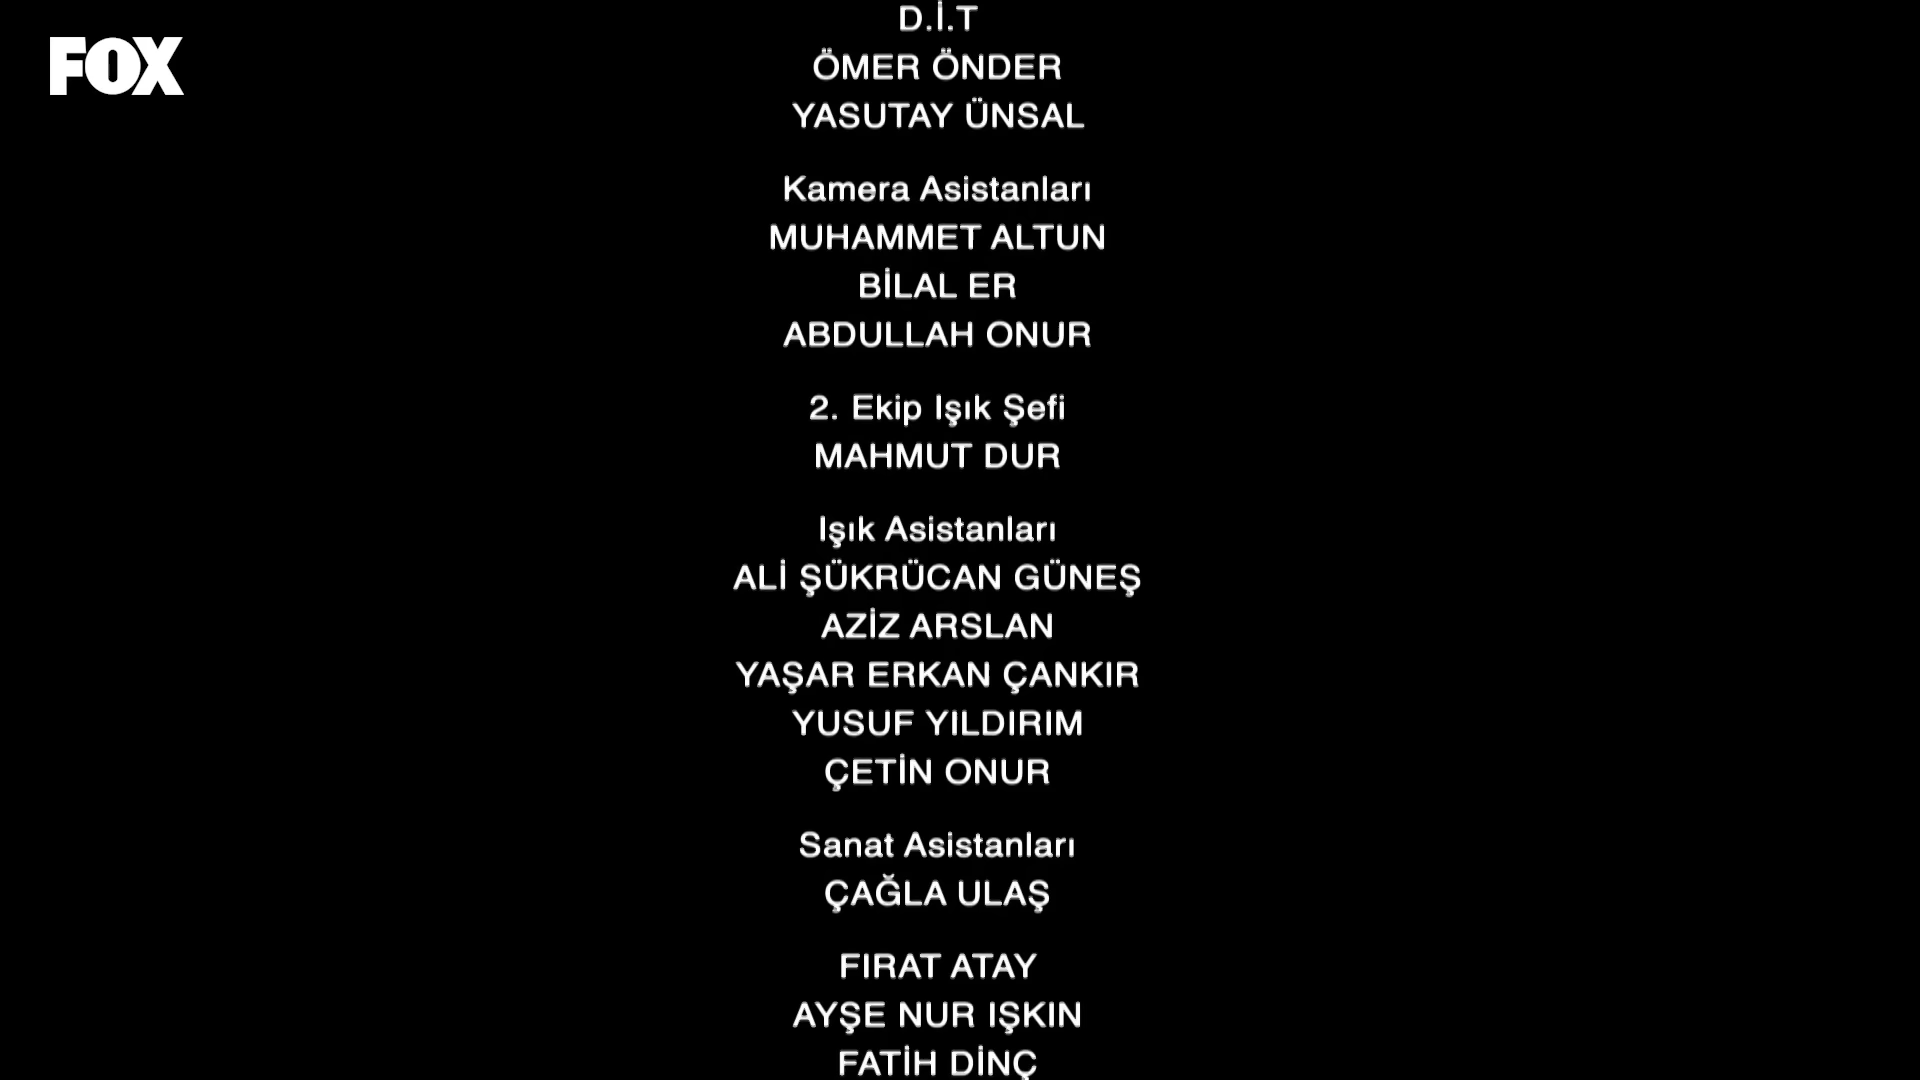 FOX
D.İ.T
ÖMER ÖNDER
YASUTAY ÜNSAL
Kamera Asistanları
MUHAMMET ALTUN
BİLAL ER
ABDULLAH ONUR
2. Ekip Işık Şefi
MAHMUT DUR
Işık Asistanları
ALİ ŞÜKRÜCAN GÜNEŞ
AZİZ ARSLAN
YAŞAR ERKAN ÇANKIR
YUSUF YILDIRIM
ÇETİN ONUR
Sanat Asistanları
ÇAĞLA ULAŞ
FIRAT ATAY
AYŞE NUR IŞKIN
FATİH DİNÇ